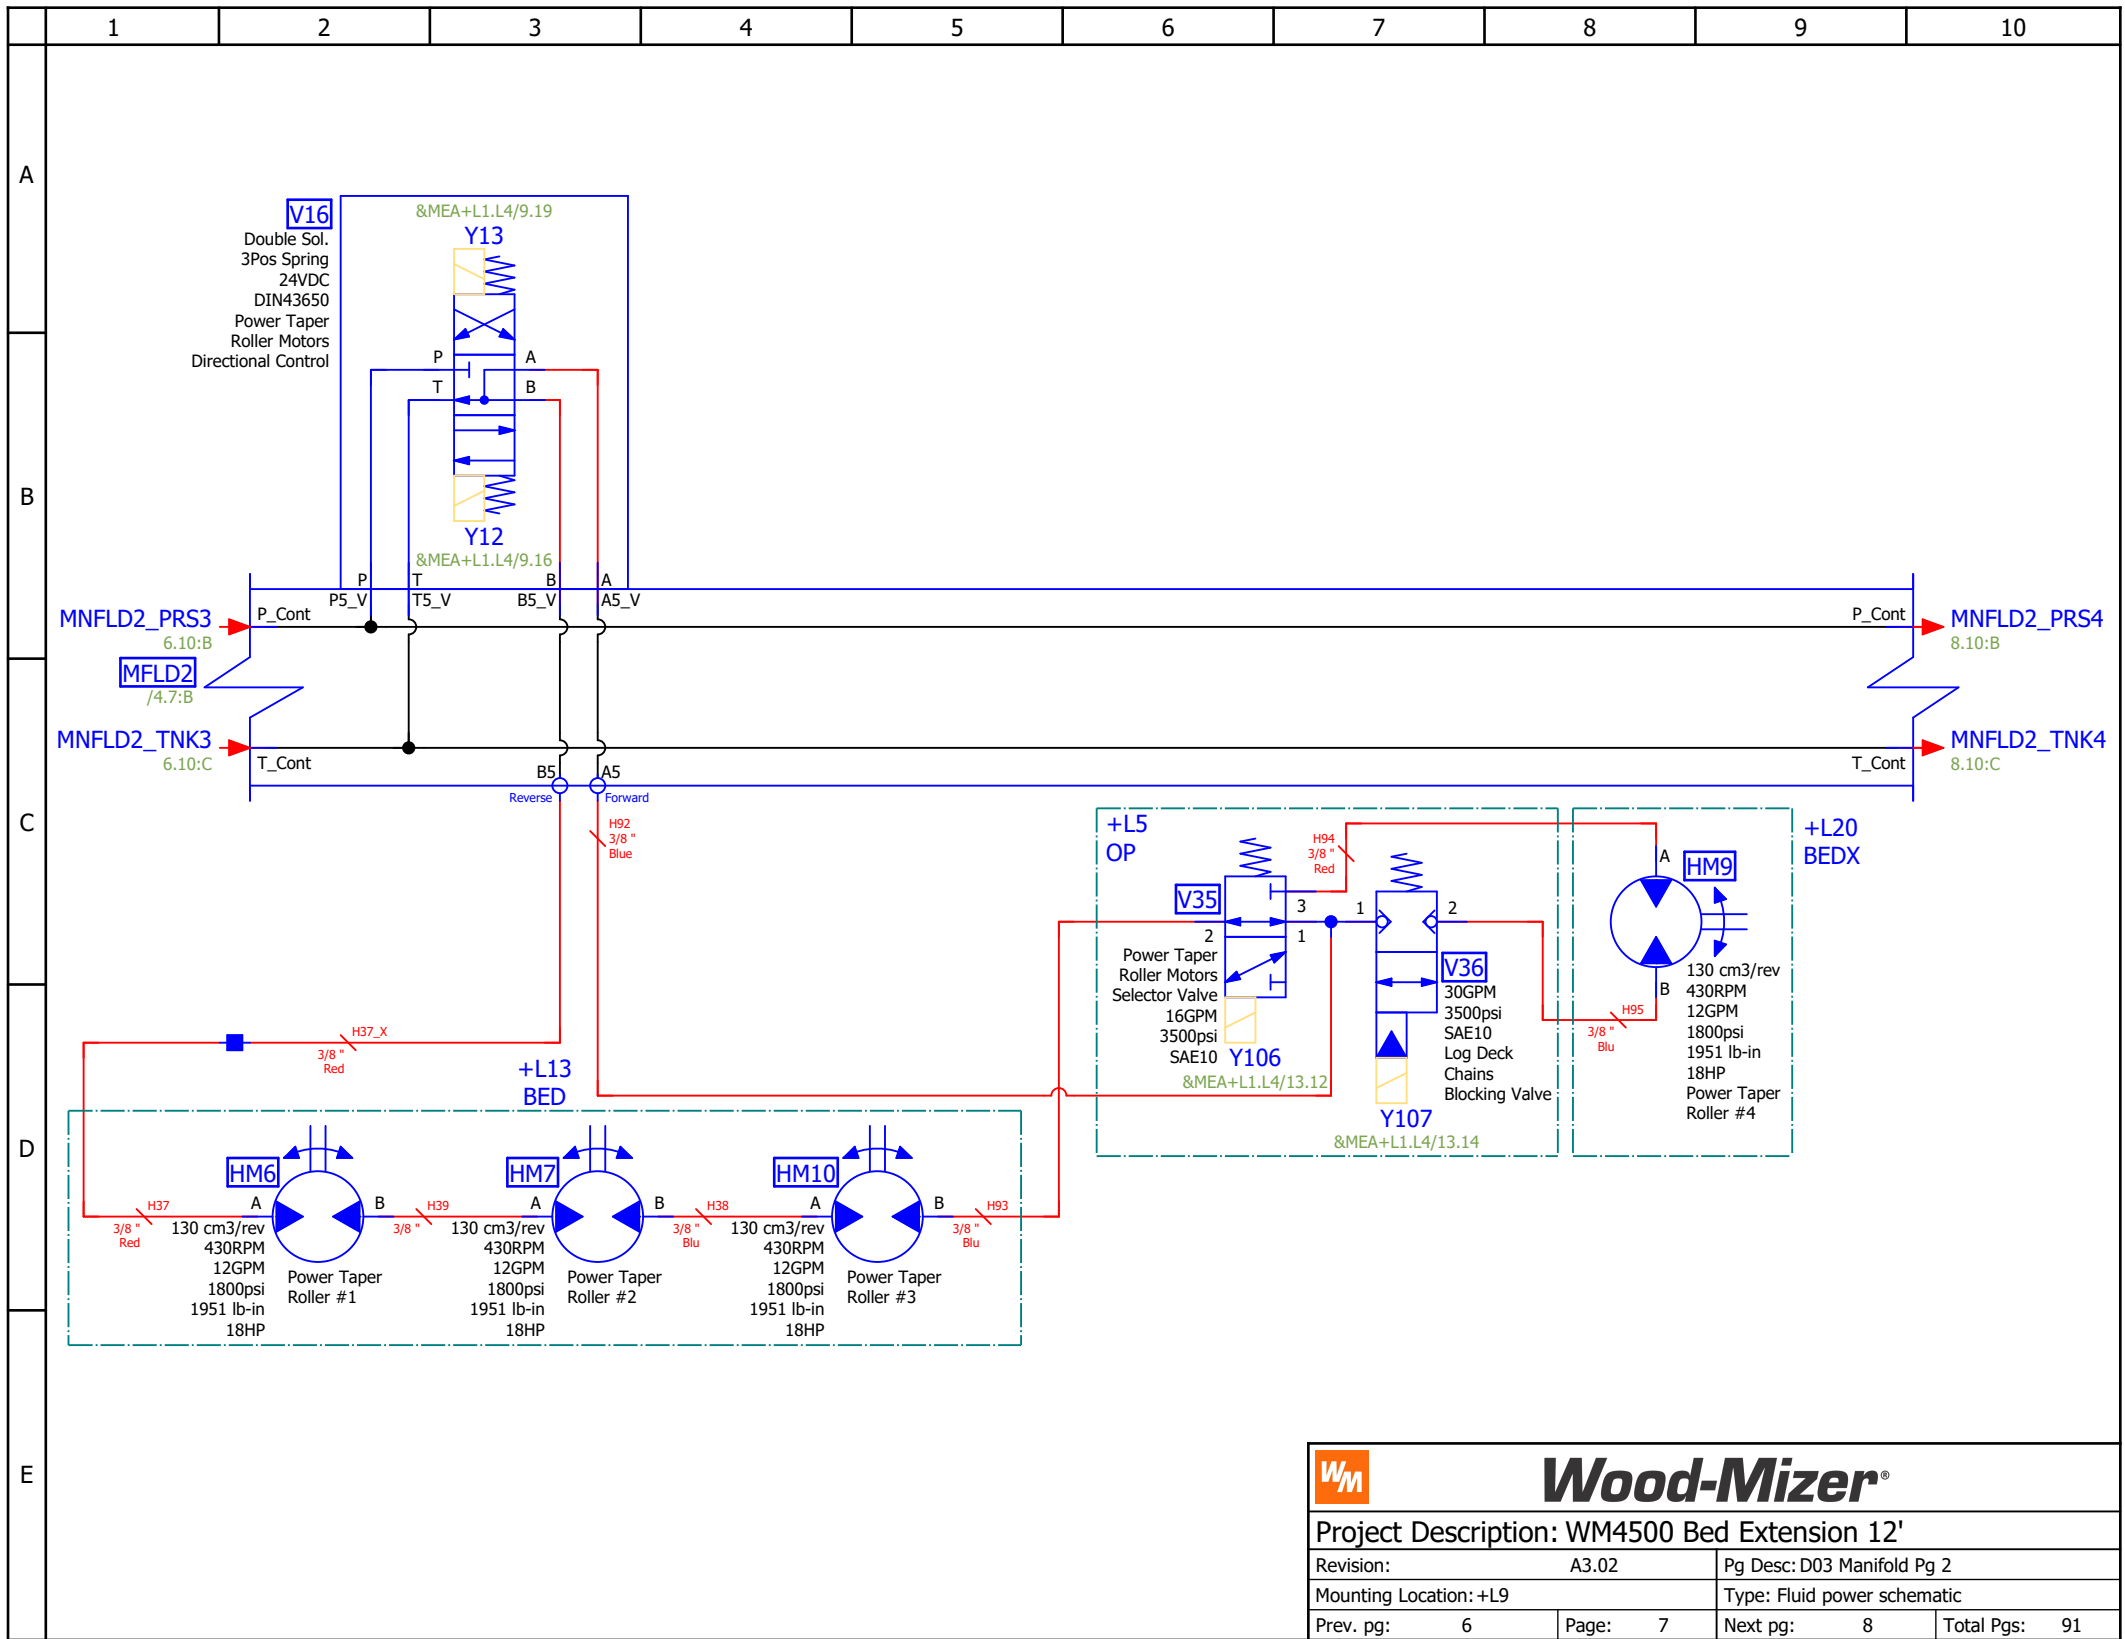 1 2 3 4 5 6 7 8 9 10
A
B
C
D
E
V16
Double Sol.
3Pos Spring
24VDC
DIN43650
Power Taper
Roller Motors
Directional Control
&MEA+L1.L4/9.19
Y13
P
A
T
B
Y12
&MEA+L1.L4/9.16
P T B A
P5_V T5_V B5_V A5_V
MNFLD2_PRS3
6.10:B
P_Cont
P_Cont
MNFLD2_PRS4
8.10:B
MFLD2
/4.7:B
MNFLD2_TNK3
6.10:C
T_Cont
T_Cont
MNFLD2_TNK4
8.10:C
B5 A5
Reverse Forward
H92
3/8 "
Blue
H37_X
3/8 "
Red
+L5
OP
V35
3
2
1
Power Taper
Roller Motors
Selector Valve
16GPM
3500psi
SAE10
Y106
&MEA+L1.L4/13.12
H94
3/8 "
Red
1
2
V36
30GPM
3500psi
SAE10
Log Deck
Chains
Blocking Valve
Y107
&MEA+L1.L4/13.14
+L20
BEDX
A
HM9
B
130 cm3/rev
430RPM
12GPM
1800psi
1951 lb-in
18HP
Power Taper
Roller #4
H95
3/8 "
Blu
+L13
BED
H37
3/8 "
Red
HM6
A
B
130 cm3/rev
430RPM
12GPM
1800psi
1951 lb-in
18HP
Power Taper
Roller #1
H39
3/8 "
HM7
A
B
130 cm3/rev
430RPM
12GPM
1800psi
1951 lb-in
18HP
Power Taper
Roller #2
H38
3/8 "
Blu
HM10
A
B
130 cm3/rev
430RPM
12GPM
1800psi
1951 lb-in
18HP
Power Taper
Roller #3
H93
3/8 "
Blu
WM
Wood-Mizer®
Project Description: WM4500 Bed Extension 12'
Revision: A3.02
Pg Desc: D03 Manifold Pg 2
Mounting Location: +L9
Type: Fluid power schematic
Prev. pg: 6 Page: 7 Next pg: 8 Total Pgs: 91